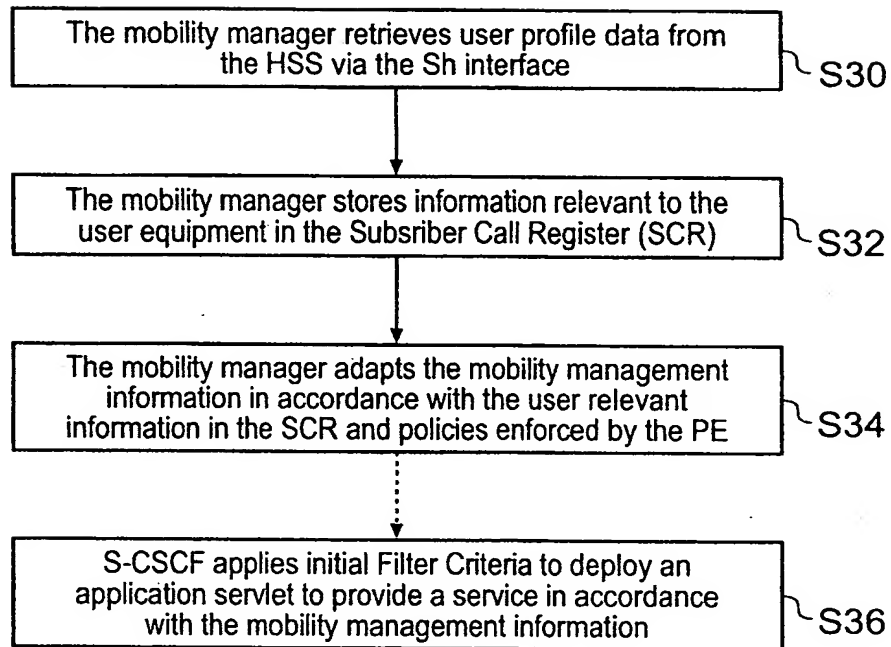 The mobility manager retrieves user profile data from
the HSS via the Sh interface
S30
The mobility manager stores information relevant to the
user equipment in the Subsriber Call Register (SCR)
S32
The mobility manager adapts the mobility management
information in accordance with the user relevant
information in the SCR and policies enforced by the PE
S34
S-CSCF applies initial Filter Criteria to deploy an
application servlet to provide a service in accordance
with the mobility management information
S36